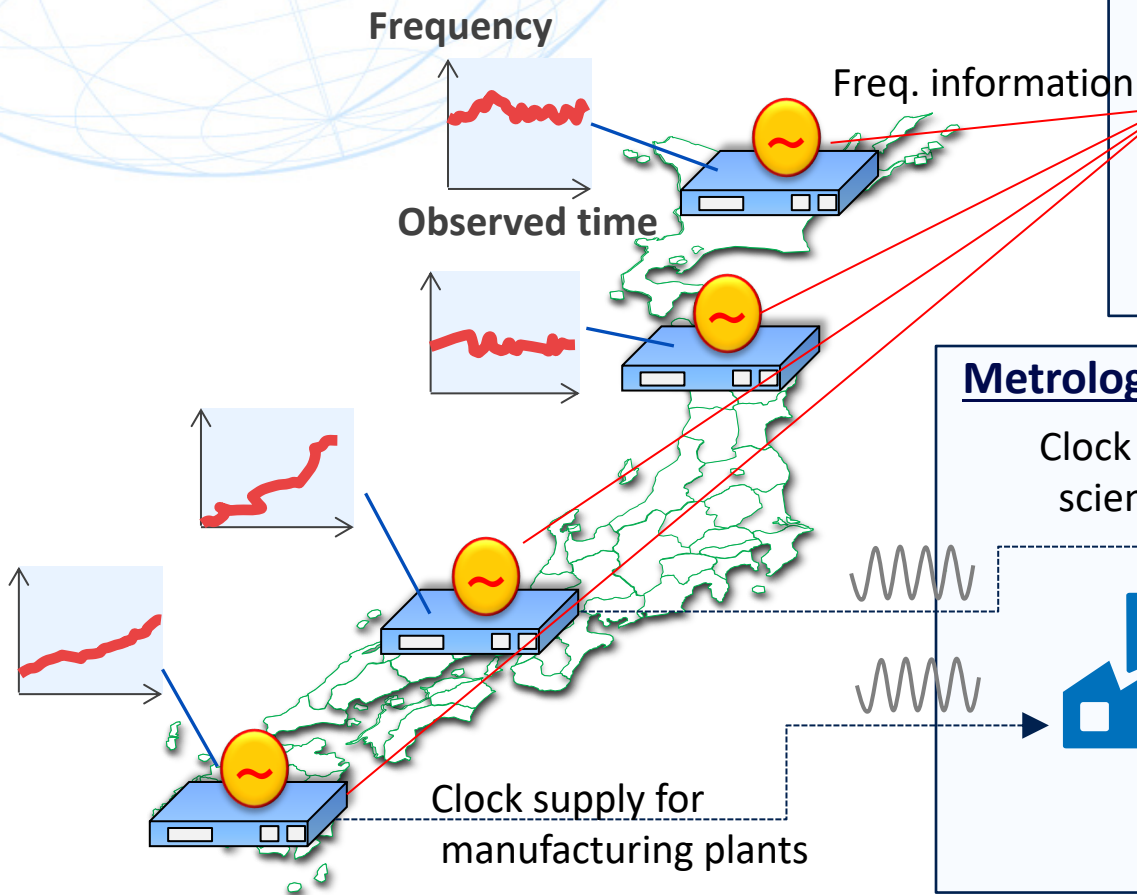 Frequency
Freq. information
Observed time
Clock
scien
Clock supply for
manufacturing plants